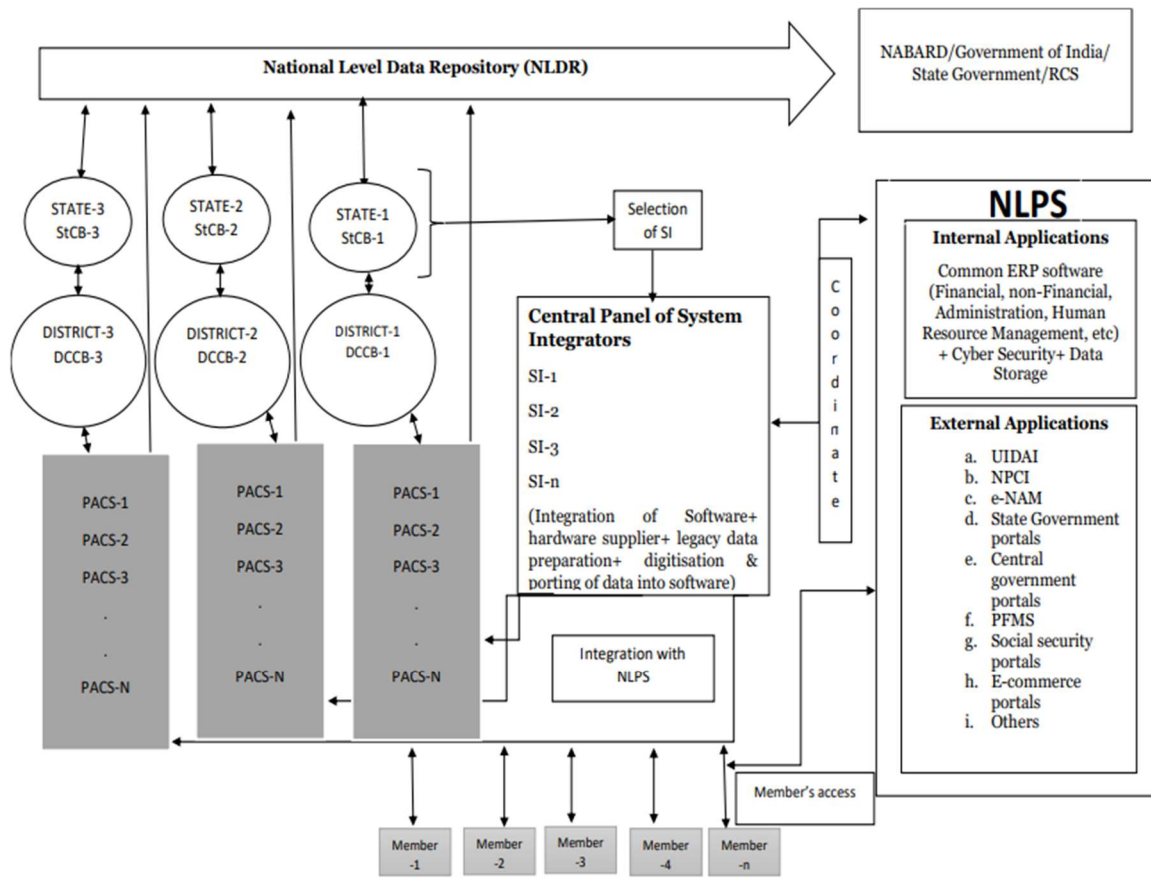 National Level Data Repository (NLDR)
NABARD/Government of India/
State Government/RCS
STATE-3
StCB-3
STATE-2
StCB-2
STATE-1
StCB-1
Selection
of SI
DISTRICT-3
DCCB-3
DISTRICT-2
DCCB-2
DISTRICT-1
DCCB-1
PACS-1
PACS-2
PACS-3
.
.
PACS-N
PACS-1
PACS-2
PACS-3
.
.
PACS-N
PACS-1
PACS-2
PACS-3
.
.
PACS-N
Central Panel of System
Integrators
SI-1
SI-2
SI-3
SI-n
(Integration of Software+
hardware supplier+ legacy data
preparation+ digitisation &
porting of data into software)
Integration with
NLPS
C
o
o
r
d
i
n
a
t
e
NLPS
Internal Applications
Common ERP software
(Financial, non-Financial,
Administration, Human
Resource Management, etc)
+ Cyber Security+ Data
Storage
External Applications
a. UIDAI
b. NPCI
c. e-NAM
d. State Government
portals
e. Central
government
portals
f. PFMS
g. Social security
portals
h. E-commerce
portals
i. Others
Member's access
Member
-1
Member
-2
Member
-3
Member
-4
Member
-n